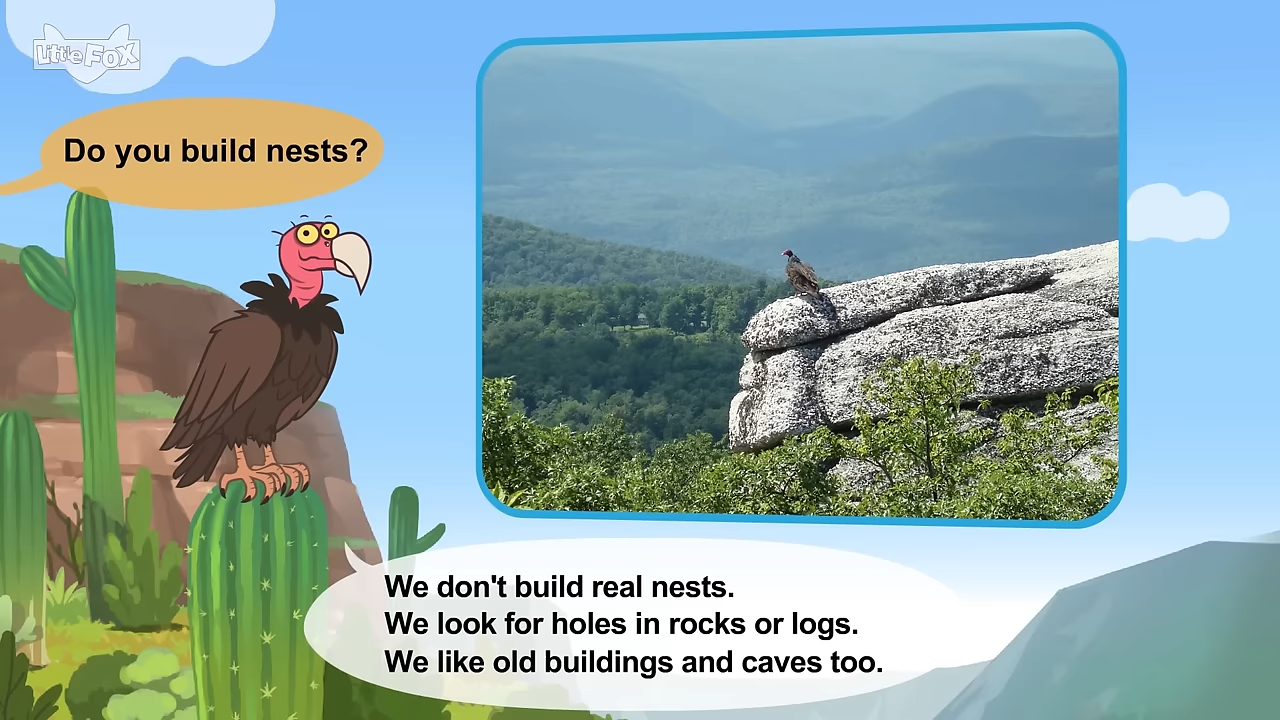 Little Fox
Do you build nests?
We don't build real nests.
We look for holes in rocks or logs.
We like old buildings and caves too.